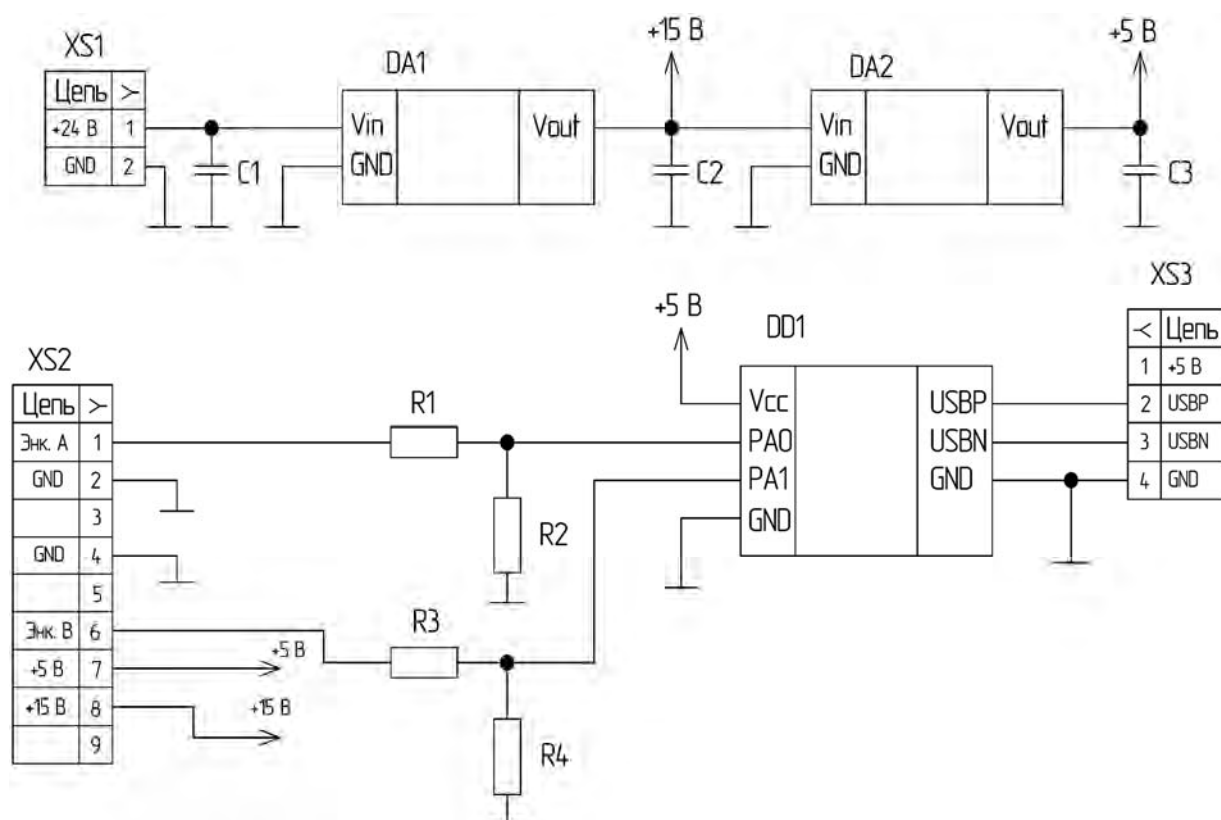 XS1
Цепь
+24 В 1
GND 2
C1
DA1
Vin
GND
Vout
+15 В
C2
DA2
Vin
GND
Vout
+5 В
C3
XS2
Цепь
Энк. А 1
GND 2
3
GND 4
5
Энк. В 6
+5 В 7
+15 В 8
9
+5 В
+15 В
R1
R2
R3
R4
+5 В
DD1
Vcc
PA0
PA1
GND
USBP
USBN
GND
XS3
Цепь
1 +5 В
2 USBP
3 USBN
4 GND